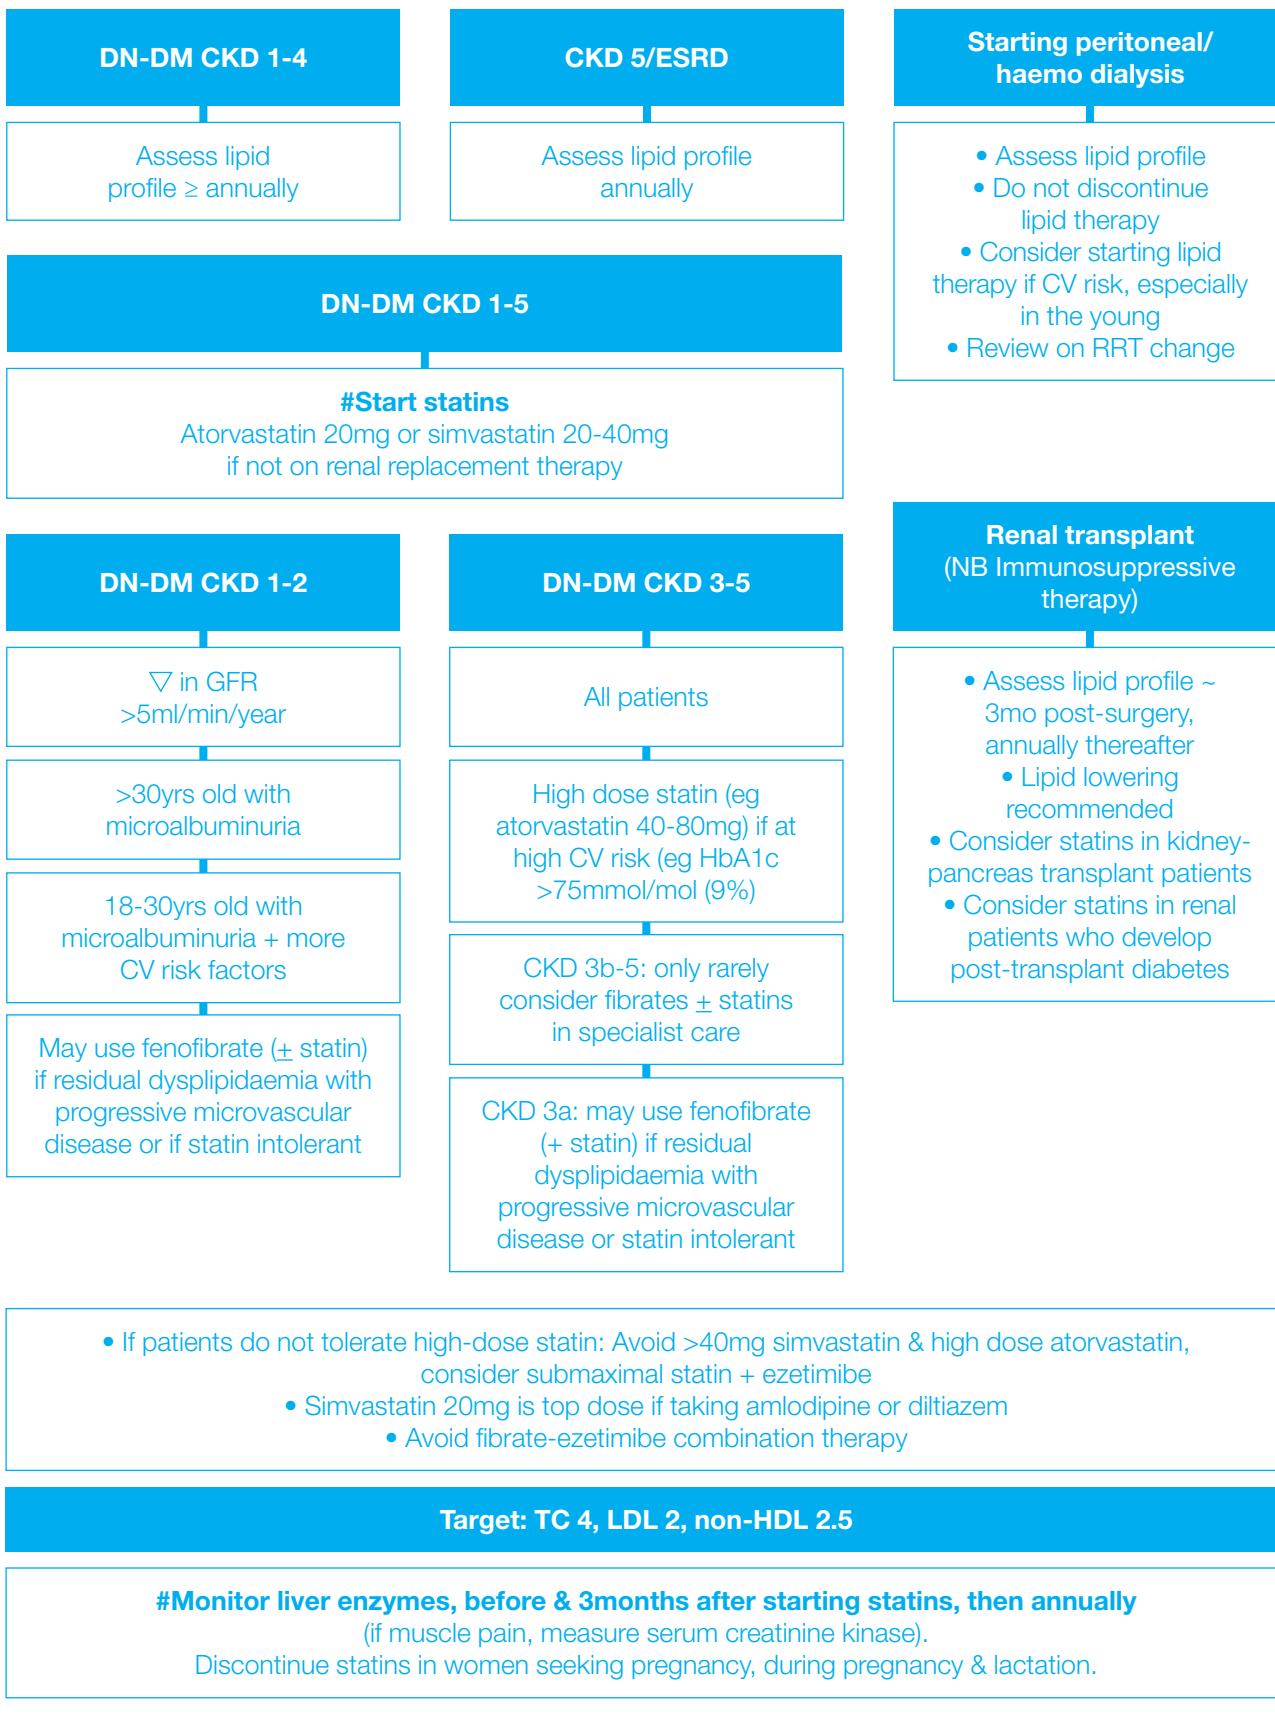 DN-DM CKD 1-4
Assess lipid
profile ≥ annually
CKD 5/ESRD
Assess lipid profile
annually
Starting peritoneal/
haemo dialysis
• Assess lipid profile
• Do not discontinue
lipid therapy
• Consider starting lipid
therapy if CV risk, especially
in the young
• Review on RRT change
DN-DM CKD 1-5
#Start statins
Atorvastatin 20mg or simvastatin 20-40mg
if not on renal replacement therapy
DN-DM CKD 1-2
▽ in GFR
>5ml/min/year
>30yrs old with
microalbuminuria
18-30yrs old with
microalbuminuria + more
CV risk factors
May use fenofibrate (± statin)
if residual dysplipidaemia with
progressive microvascular
disease or if statin intolerant
DN-DM CKD 3-5
All patients
High dose statin (eg
atorvastatin 40-80mg) if at
high CV risk (eg HbA1c
>75mmol/mol (9%)
CKD 3b-5: only rarely
consider fibrates ± statins
in specialist care
CKD 3a: may use fenofibrate
(+ statin) if residual
dysplipidaemia with
progressive microvascular
disease or statin intolerant
Renal transplant
(NB Immunosuppressive
therapy)
• Assess lipid profile ~
3mo post-surgery,
annually thereafter
• Lipid lowering
recommended
• Consider statins in kidney-
pancreas transplant patients
• Consider statins in renal
patients who develop
post-transplant diabetes
• If patients do not tolerate high-dose statin: Avoid >40mg simvastatin & high dose atorvastatin,
consider submaximal statin + ezetimibe
• Simvastatin 20mg is top dose if taking amlodipine or diltiazem
• Avoid fibrate-ezetimibe combination therapy
Target: TC 4, LDL 2, non-HDL 2.5
#Monitor liver enzymes, before & 3months after starting statins, then annually
(if muscle pain, measure serum creatinine kinase).
Discontinue statins in women seeking pregnancy, during pregnancy & lactation.